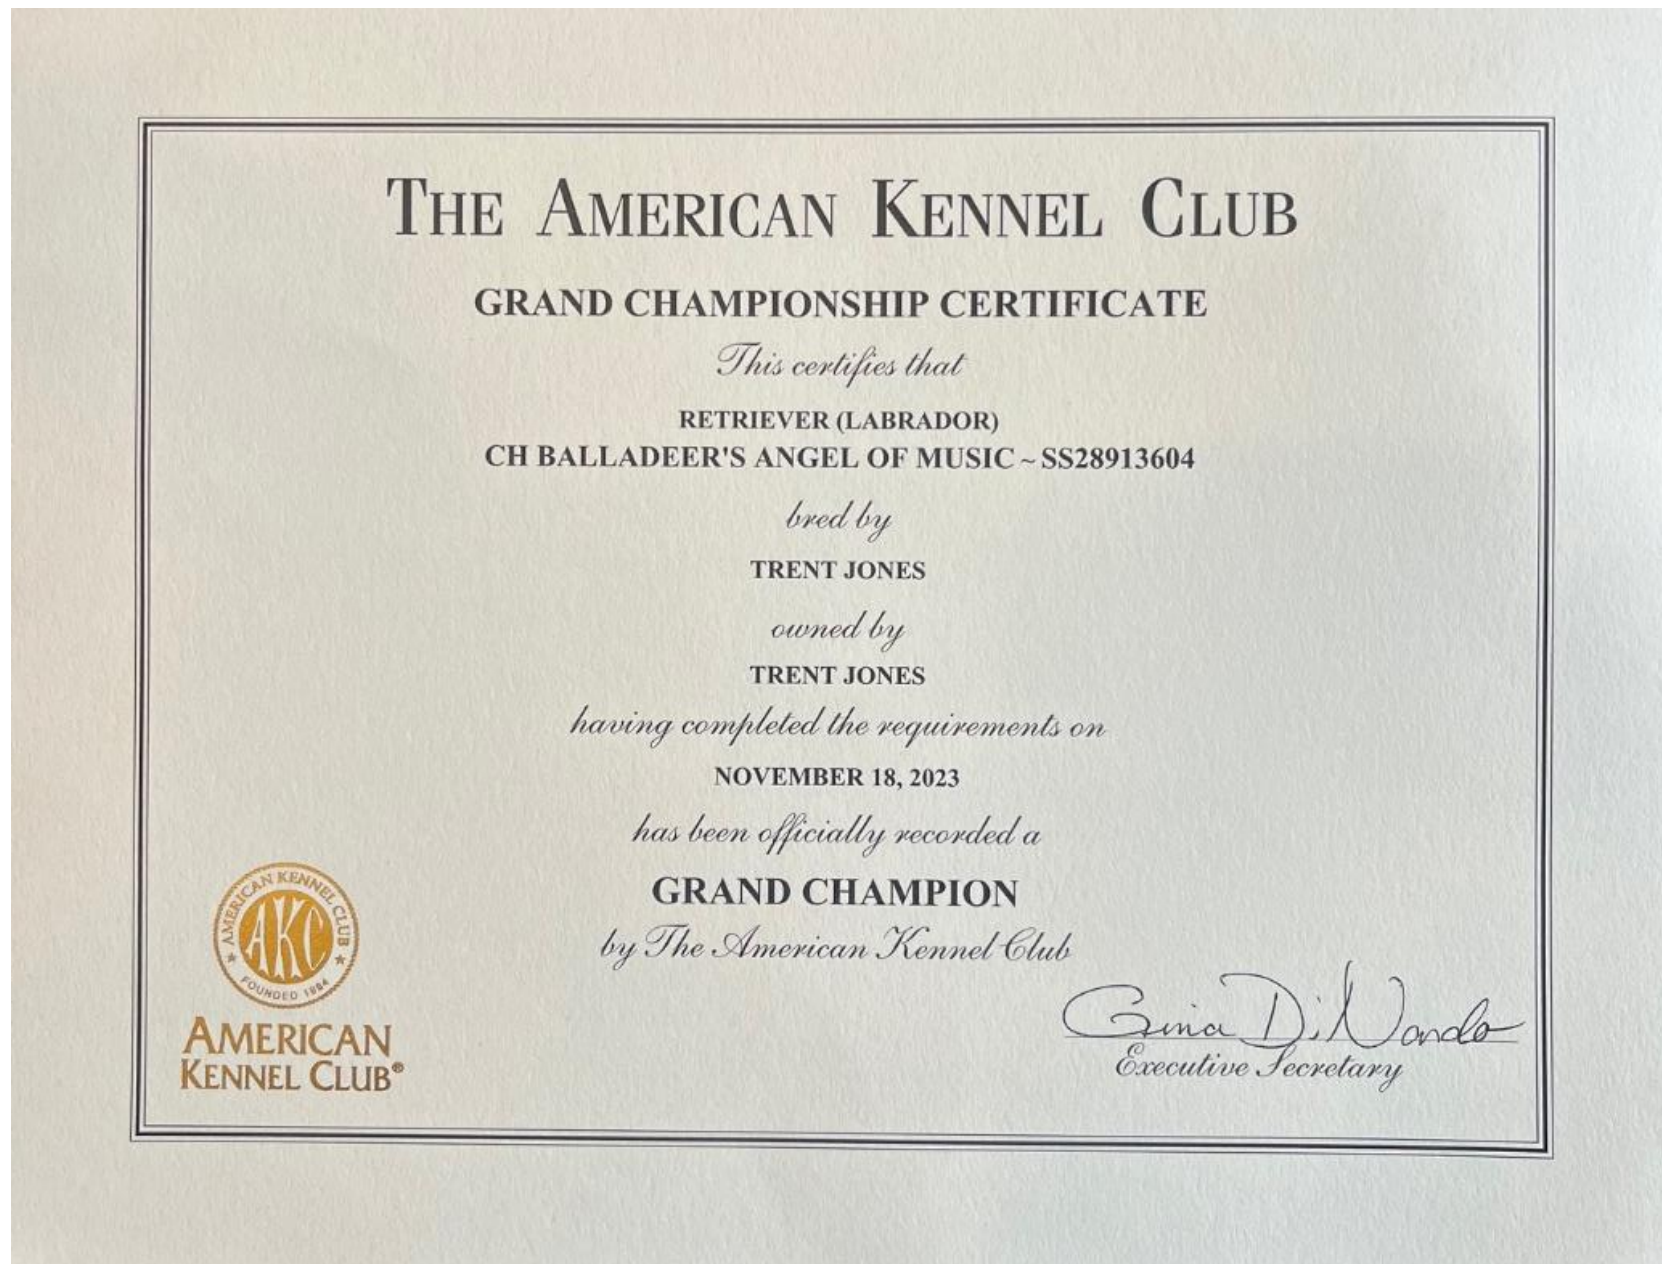 THE AMERICAN KENNEL CLUB
GRAND CHAMPIONSHIP CERTIFICATE
This certifies that
RETRIEVER (LABRADOR)
CH BALLADEER'S ANGEL OF MUSIC ~ SS28913604
bred by
TRENT JONES
owned by
TRENT JONES
having completed the requirements on
NOVEMBER 18, 2023
has been officially recorded a
GRAND CHAMPION
by The American Kennel Club
AMERICAN KENNEL CLUB
AKC
FOUNDED 1884
AMERICAN
KENNEL CLUB®
Gina DiNardo
Executive Secretary